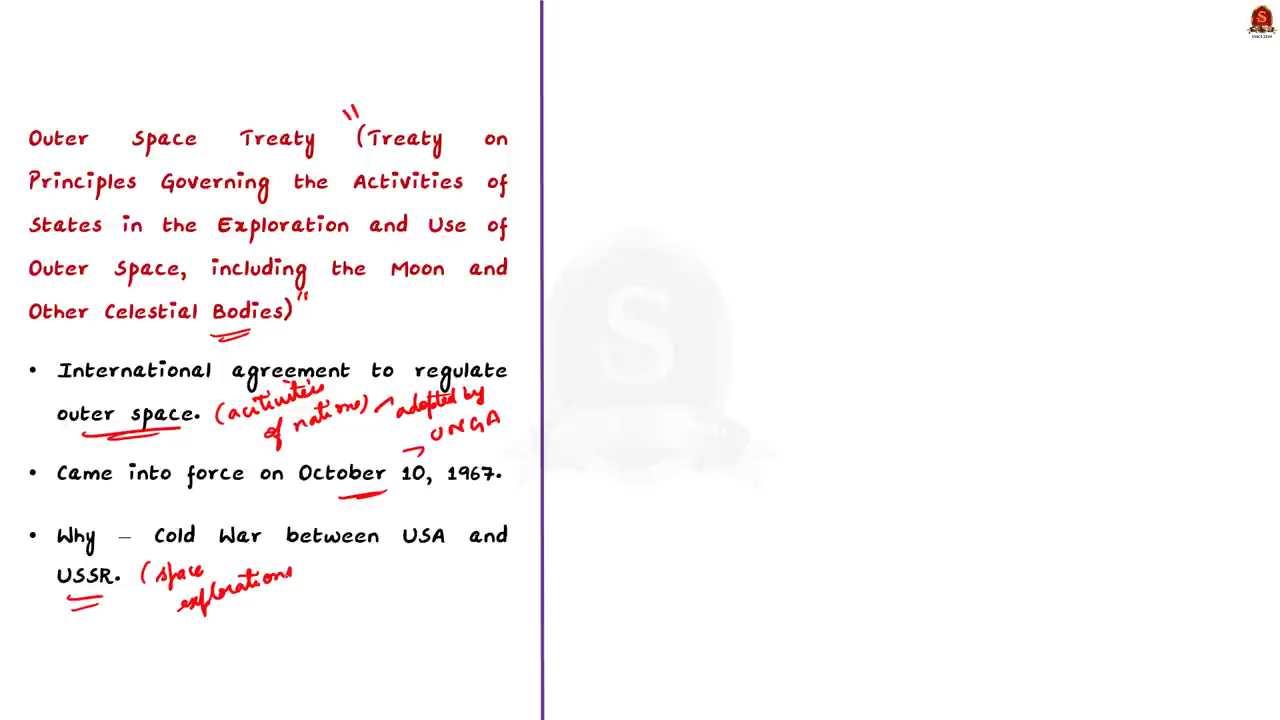 Outer Space Treaty "(Treaty on
Principles Governing the Activities of
States in the Exploration and Use of
Outer Space, including the Moon and
Other Celestial Bodies)"
• International agreement to regulate
outer space. (activities adopted by
of nations) UNGA
• Came into force on October 10, 1967.
• Why – Cold War between USA and
USSR. (space
explorations
S
S